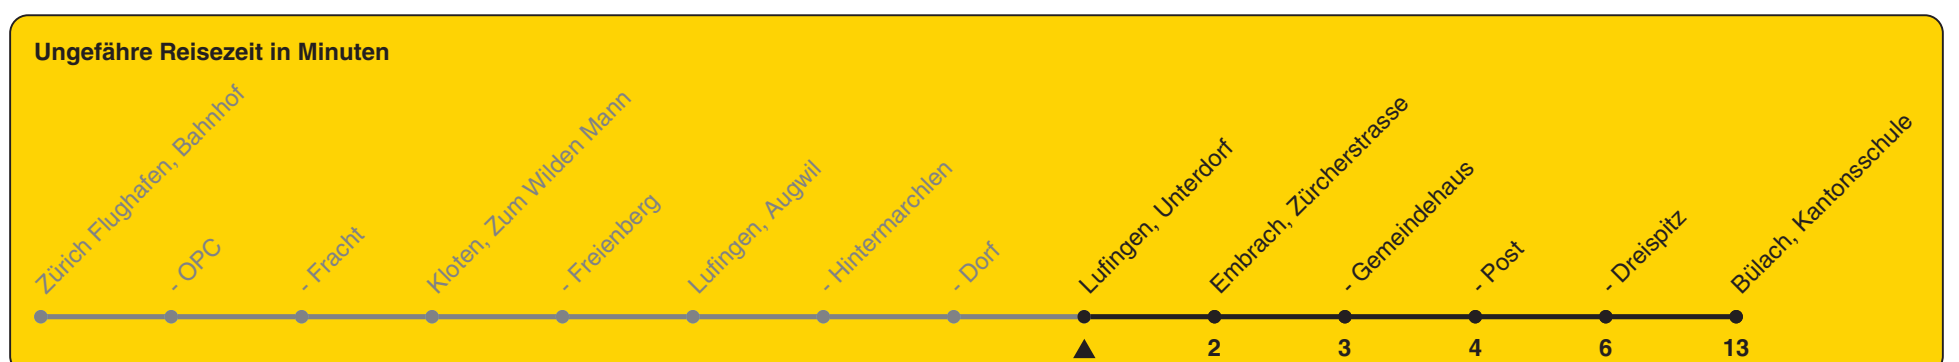 Ungefähre Reisezeit in Minuten
Zürich Flughafen, Bahnhof
- OPC
- Fracht
Kloten, Zum Wilden Mann
- Freienberg
Lufingen, Augwil
- Hintermarchlen
- Dorf
Lufingen, Unterdorf
Embrach, Zürcherstrasse
- Gemeindehaus
- Post
- Dreispitz
Bülach, Kantonsschule
2 3 4 6 13